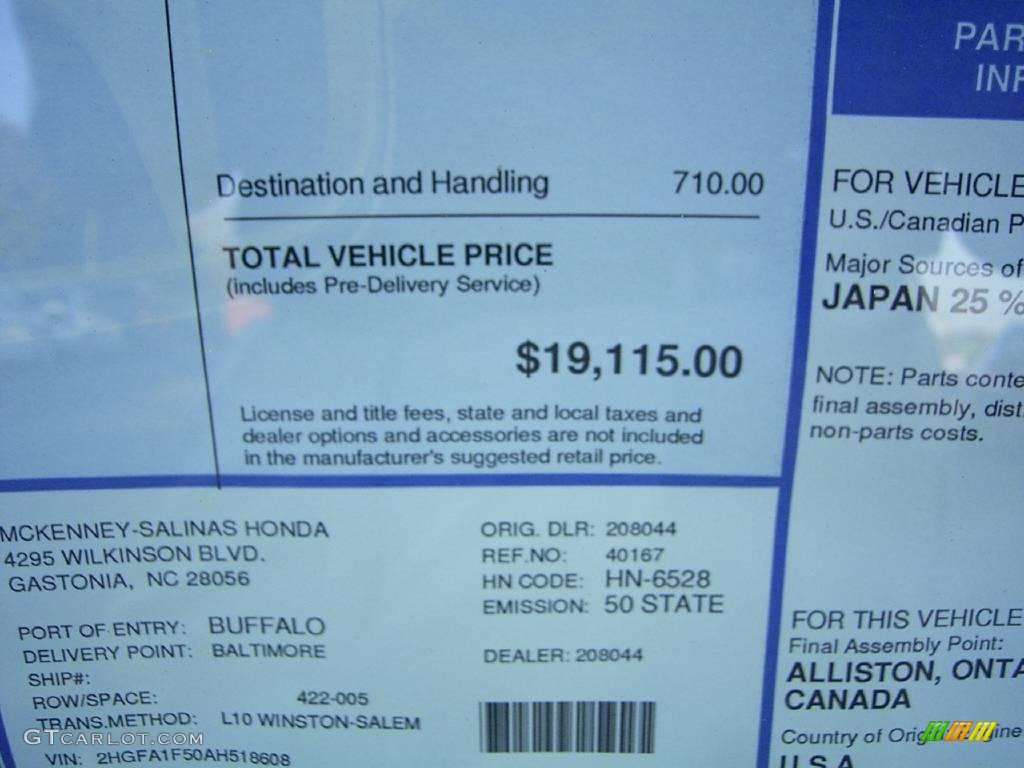 Destination and Handling 710.00
TOTAL VEHICLE PRICE
(includes Pre-Delivery Service)
$19,115.00
License and title fees, state and local taxes and
dealer options and accessories are not included
in the manufacturer's suggested retail price.
MCKENNEY-SALINAS HONDA
4295 WILKINSON BLVD.
GASTONIA, NC 28056
PORT OF ENTRY: BUFFALO
DELIVERY POINT: BALTIMORE
SHIP#:
ROW/SPACE: 422-005
TRANS.METHOD: L10 WINSTON-SALEM
VIN: 2HGFA1F50AH518608
ORIG. DLR: 208044
REF.NO: 40167
HN CODE: HN-6528
EMISSION: 50 STATE
DEALER: 208044
PAR
INF
FOR VEHICLE
U.S./Canadian P
Major Sources of
JAPAN 25 %
NOTE: Parts conte
final assembly, dist
non-parts costs.
FOR THIS VEHICLE
Final Assembly Point:
ALLISTON, ONTA
CANADA
Country of Orig
U.S.A.
GTCARLOT.COM